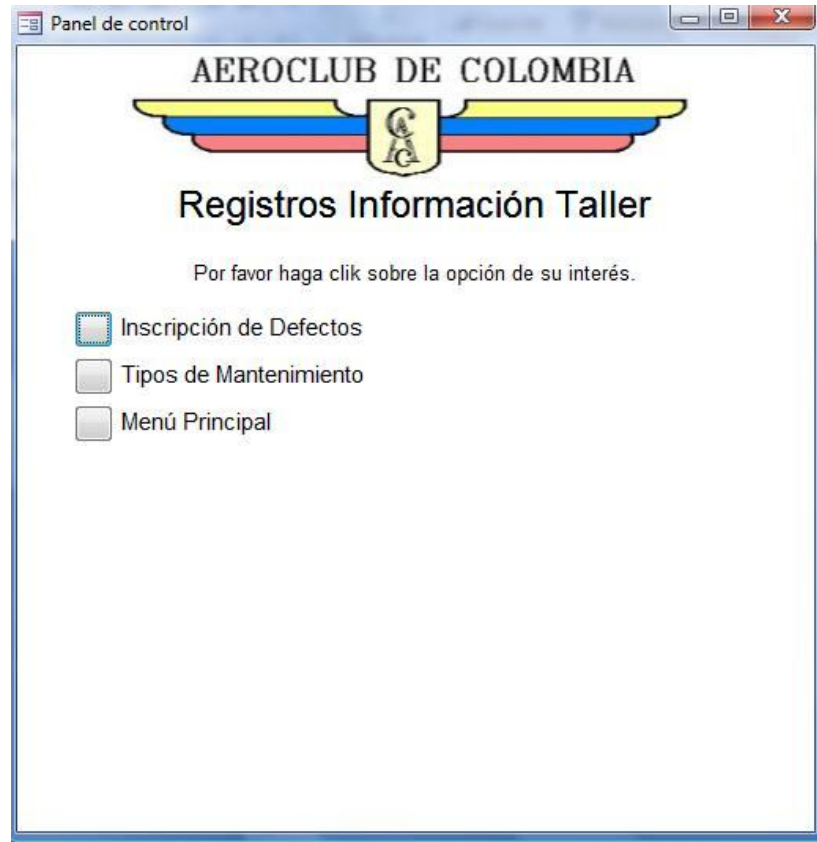 Panel de control
AEROCLUB DE COLOMBIA
CAAC
Registros Información Taller
Por favor haga clik sobre la opción de su interés.
Inscripción de Defectos
Tipos de Mantenimiento
Menú Principal